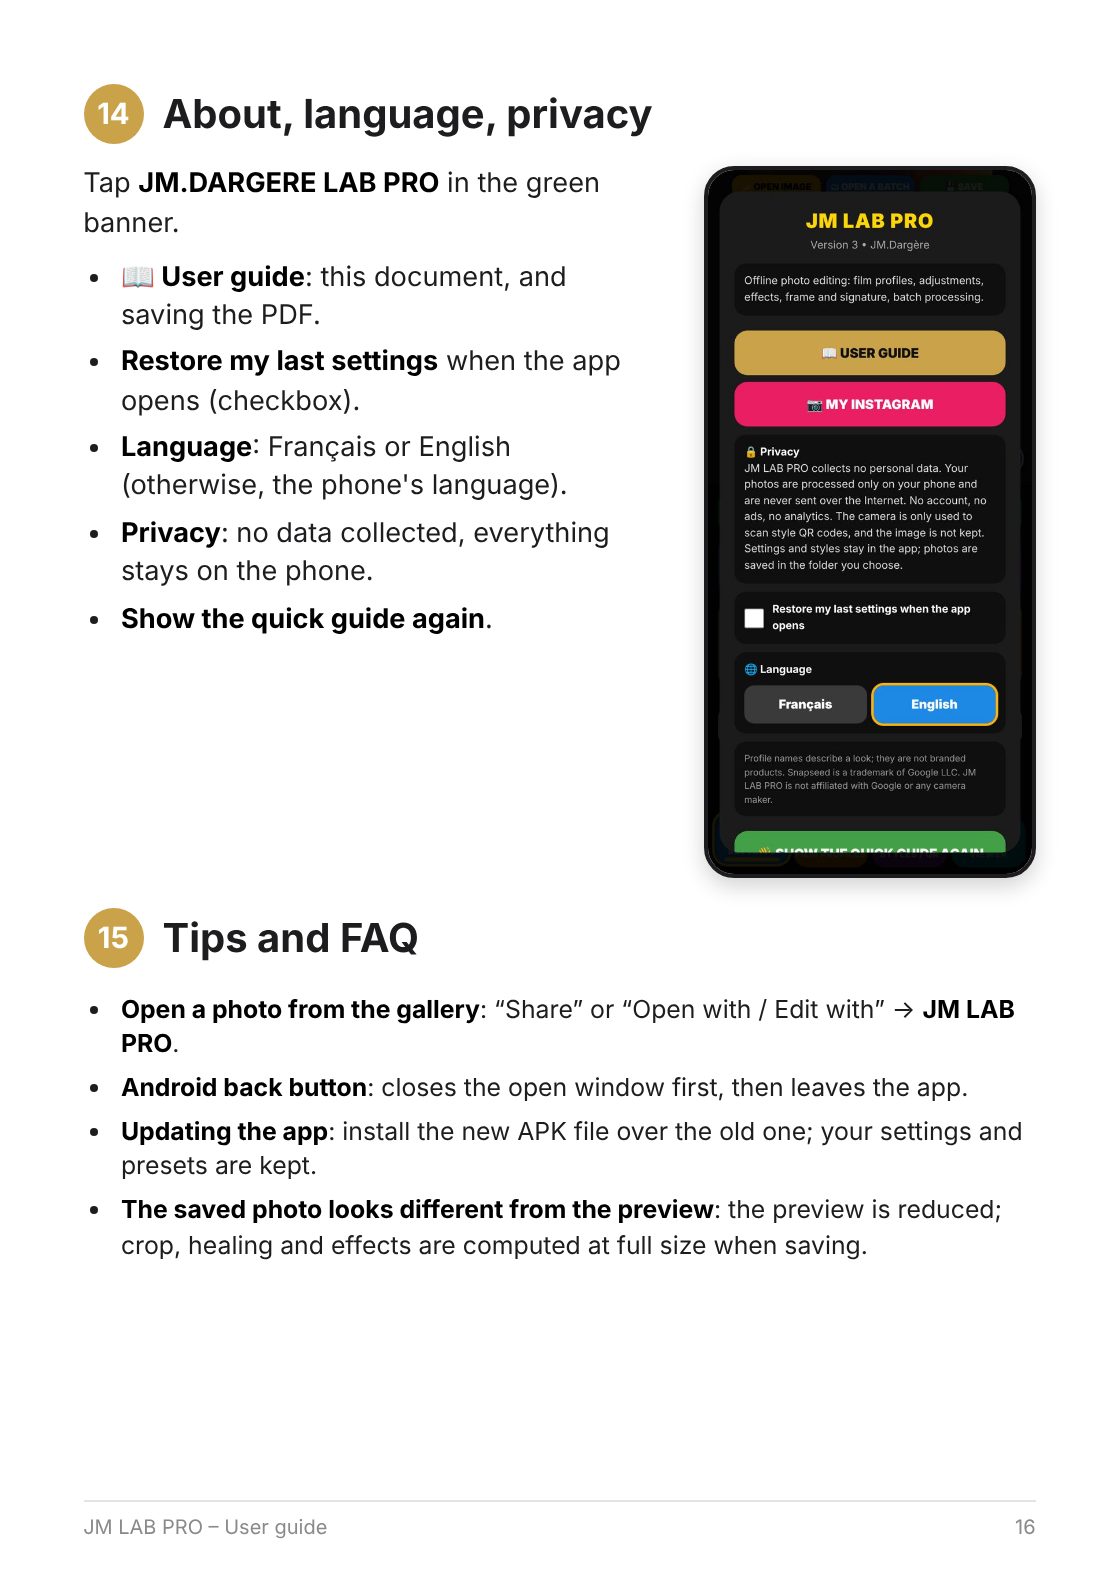 14 About, language, privacy
Tap JM.DARGERE LAB PRO in the green
banner.
• 📖 User guide: this document, and
saving the PDF.
• Restore my last settings when the app
opens (checkbox).
• Language: Français or English
(otherwise, the phone's language).
• Privacy: no data collected, everything
stays on the phone.
• Show the quick guide again.
OPEN IMAGE OPEN A BATCH SAVE
JM LAB PRO
Version 3 • JM.Dargère
Offline photo editing: film profiles, adjustments,
effects, frame and signature, batch processing.
📖 USER GUIDE
📷 MY INSTAGRAM
🔒 Privacy
JM LAB PRO collects no personal data. Your
photos are processed only on your phone and
are never sent over the Internet. No account, no
ads, no analytics. The camera is only used to
scan style QR codes, and the image is not kept.
Settings and styles stay in the app; photos are
saved in the folder you choose.
Restore my last settings when the app
opens
🌐 Language
Français English
Profile names describe a look; they are not branded
products. Snapseed is a trademark of Google LLC. JM
LAB PRO is not affiliated with Google or any camera
maker.
👋 SHOW THE QUICK GUIDE AGAIN
15 Tips and FAQ
• Open a photo from the gallery: “Share” or “Open with / Edit with” → JM LAB
PRO.
• Android back button: closes the open window first, then leaves the app.
• Updating the app: install the new APK file over the old one; your settings and
presets are kept.
• The saved photo looks different from the preview: the preview is reduced;
crop, healing and effects are computed at full size when saving.
JM LAB PRO – User guide 16